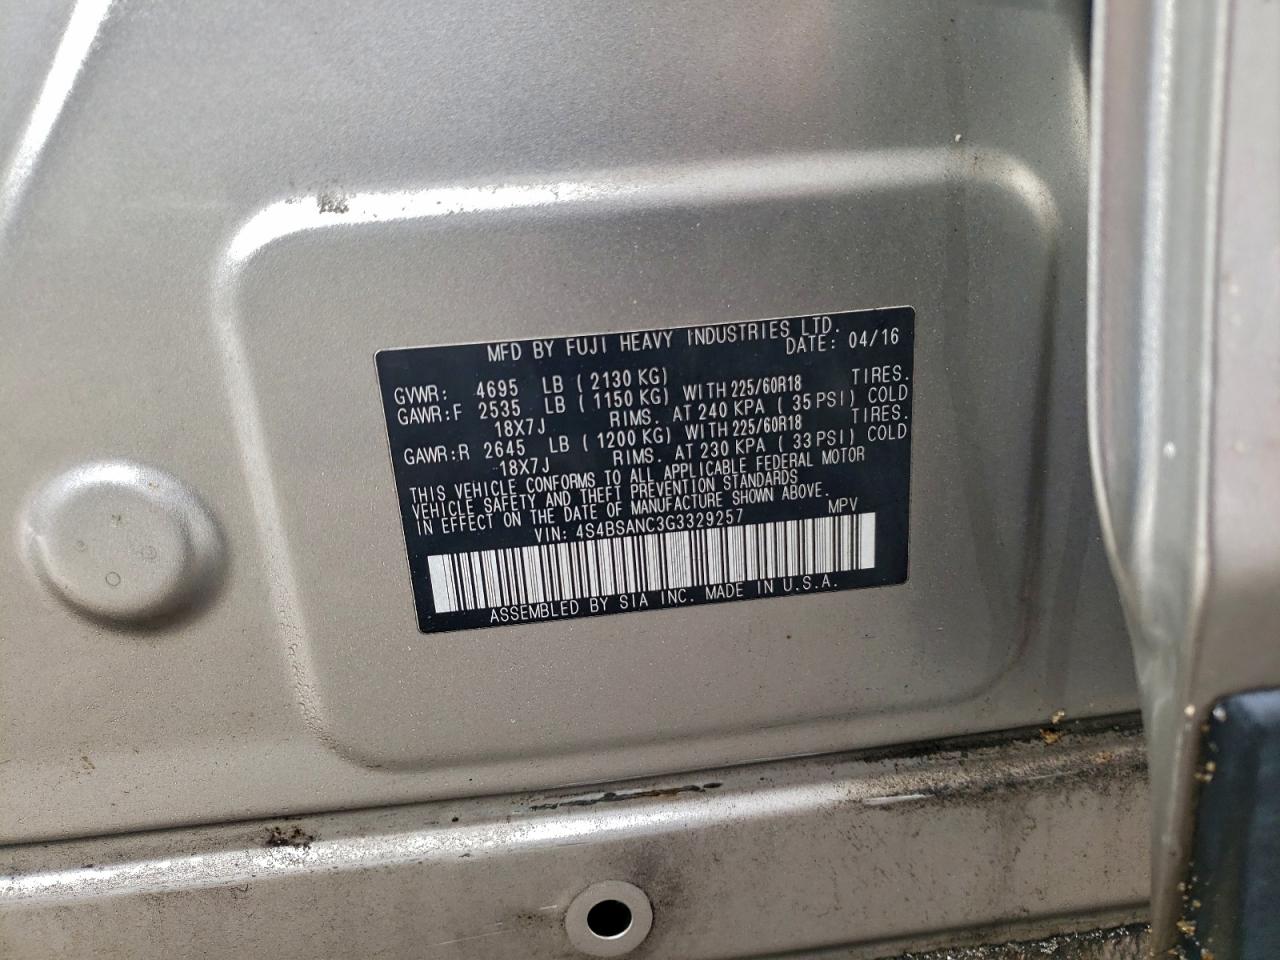 MFD BY FUJI HEAVY INDUSTRIES LTD.
DATE: 04/16
GVWR: 4695 LB ( 2130 KG)
GAWR:F 2535 LB ( 1150 KG) WITH 225/60R18 TIRES.
18X7J RIMS. AT 240 KPA ( 35 PSI) COLD
GAWR:R 2645 LB ( 1200 KG) WITH 225/60R18 TIRES.
18X7J RIMS. AT 230 KPA ( 33 PSI) COLD
THIS VEHICLE CONFORMS TO ALL APPLICABLE FEDERAL MOTOR
VEHICLE SAFETY AND THEFT PREVENTION STANDARDS
IN EFFECT ON THE DATE OF MANUFACTURE SHOWN ABOVE.
VIN: 4S4BSANC3G3329257 MPV
ASSEMBLED BY SIA INC. MADE IN U.S.A.